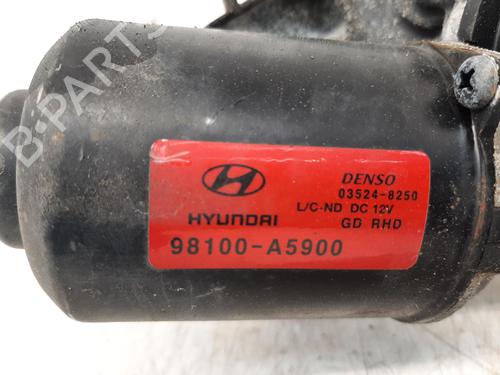 B-PARTS
HYUNDAI
98100-A5900
DENSO
03524-8250
L/C-ND DC 12V
GD RHD